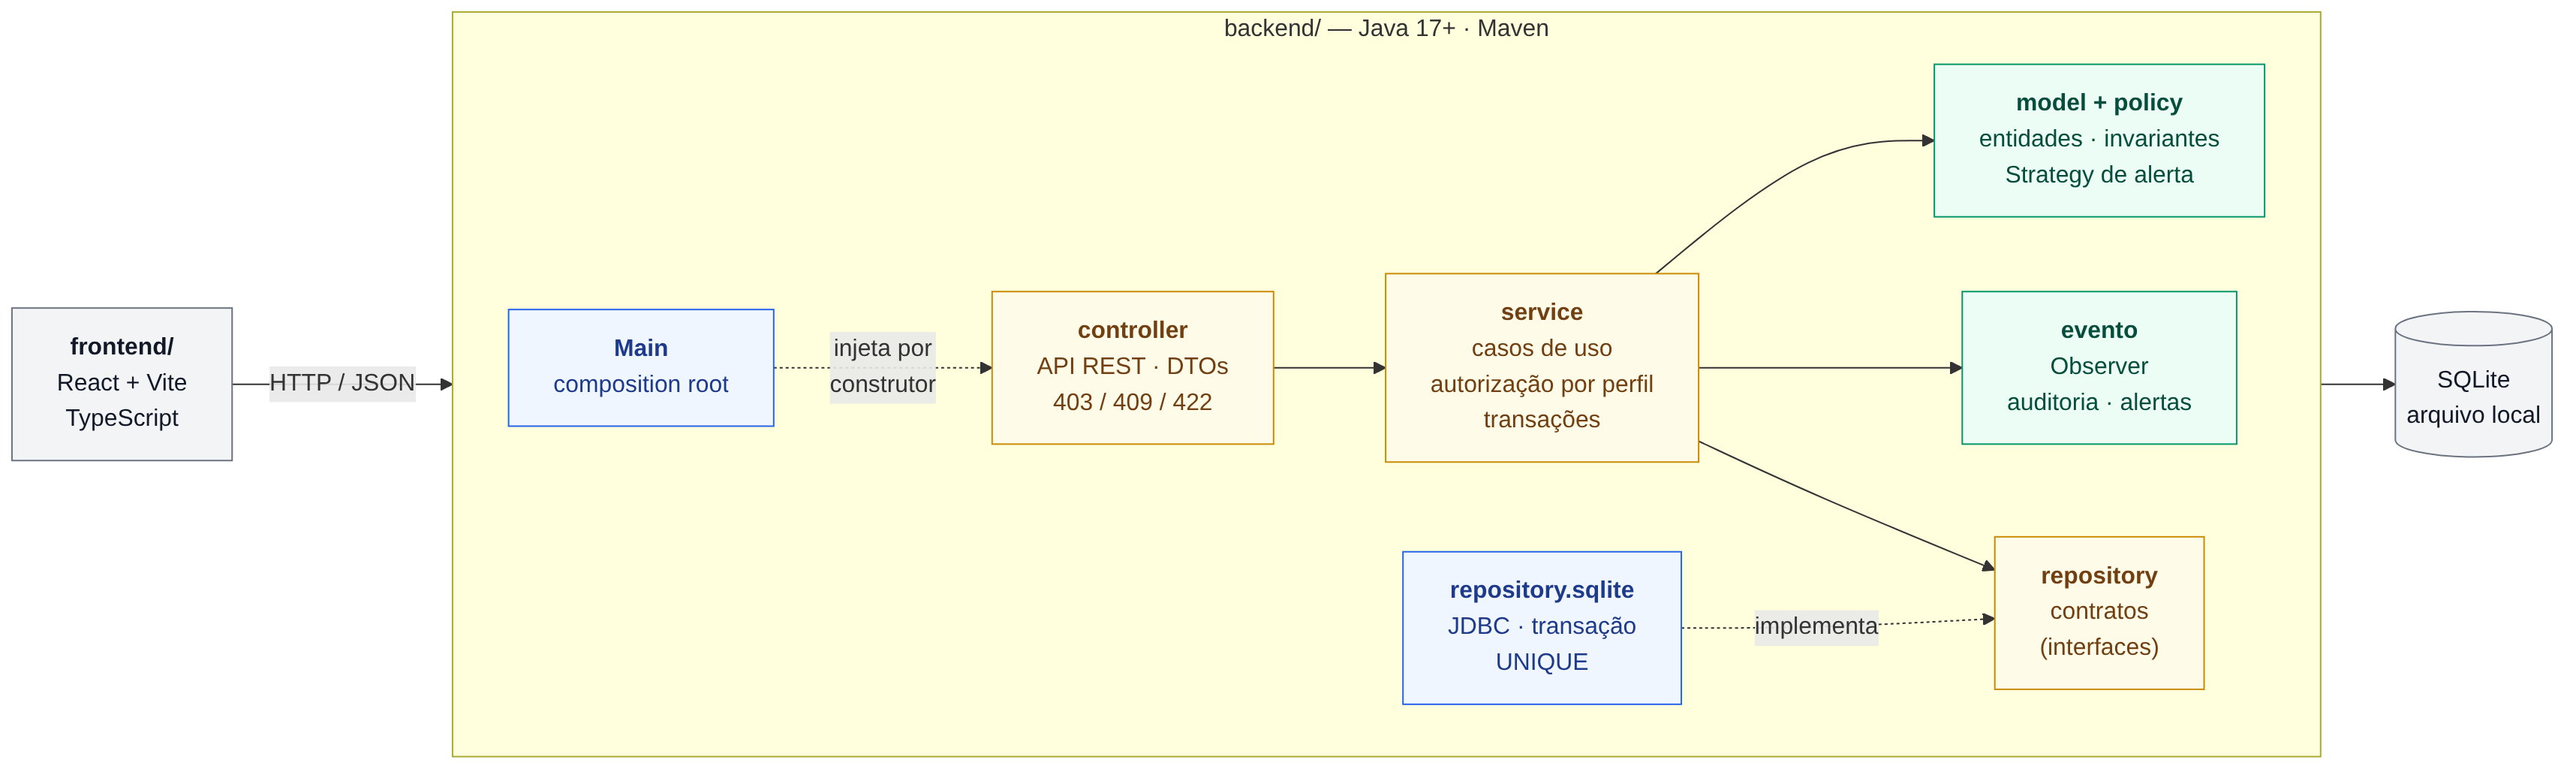 backend/ — Java 17+ · Maven
frontend/
React + Vite
TypeScript
HTTP / JSON
Main
composition root
injeta por
construtor
controller
API REST · DTOs
403 / 409 / 422
service
casos de uso
autorização por perfil
transações
model + policy
entidades · invariantes
Strategy de alerta
evento
Observer
auditoria · alertas
repository.sqlite
JDBC · transação
UNIQUE
implementa
repository
contratos
(interfaces)
SQLite
arquivo local